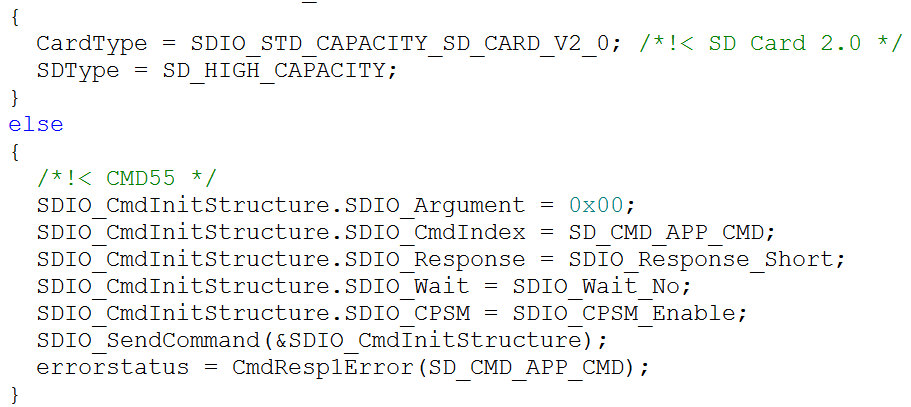 {
CardType = SDIO_STD_CAPACITY_SD_CARD_V2_0; /*!< SD Card 2.0 */
SDType = SD_HIGH_CAPACITY;
}
else
{
/*!< CMD55 */
SDIO_CmdInitStructure.SDIO_Argument = 0x00;
SDIO_CmdInitStructure.SDIO_CmdIndex = SD_CMD_APP_CMD;
SDIO_CmdInitStructure.SDIO_Response = SDIO_Response_Short;
SDIO_CmdInitStructure.SDIO_Wait = SDIO_Wait_No;
SDIO_CmdInitStructure.SDIO_CPSM = SDIO_CPSM_Enable;
SDIO_SendCommand(&SDIO_CmdInitStructure);
errorstatus = CmdResp1Error(SD_CMD_APP_CMD);
}